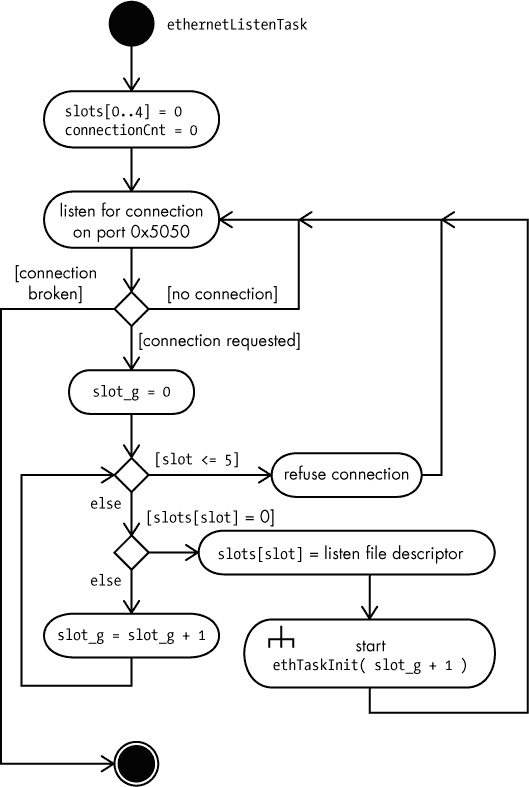 ethernetListenTask
slots[0..4] = 0
connectionCnt = 0
listen for connection
on port 0x5050
[connection
broken]
[no connection]
[connection requested]
slot_g = 0
[slot <= 5]
refuse connection
else
[slots[slot] = 0]
slots[slot] = listen file descriptor
else
slot_g = slot_g + 1
start
ethTaskInit( slot_g + 1 )